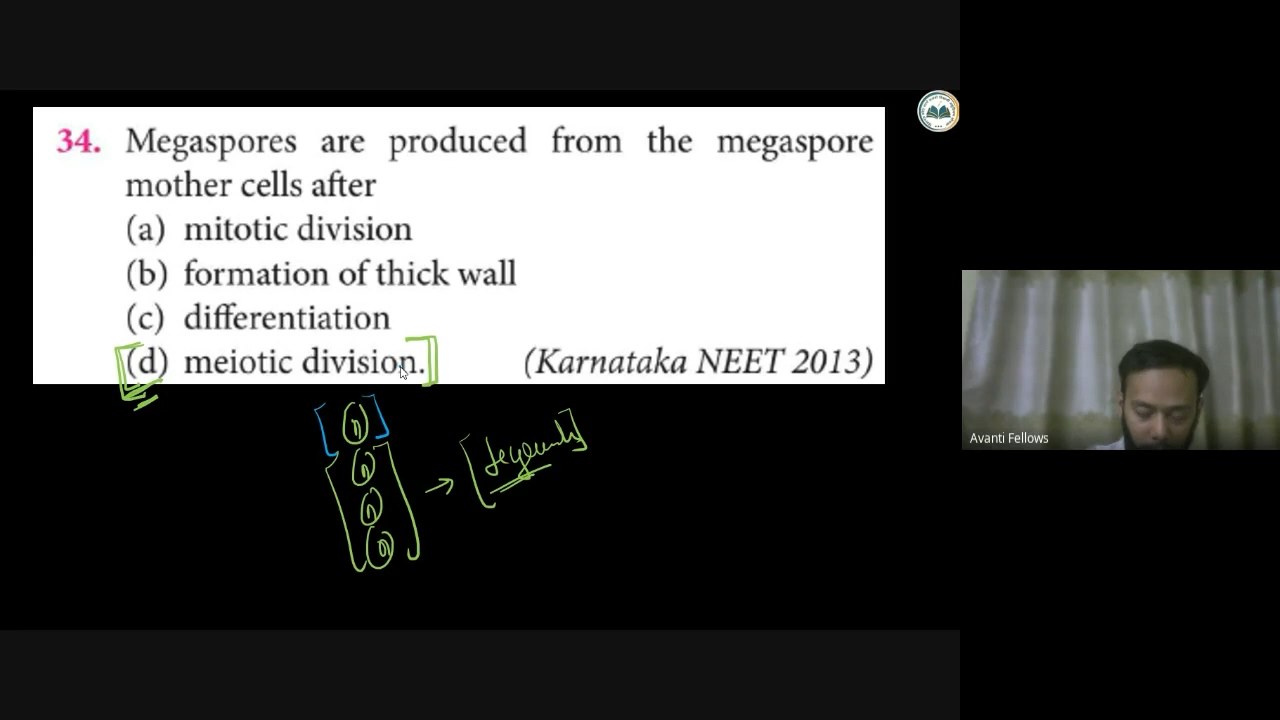 34. Megaspores are produced from the megaspore
mother cells after
(a) mitotic division
(b) formation of thick wall
(c) differentiation
(d) meiotic division. (Karnataka NEET 2013)
n
n
n
n
Avanti Fellows